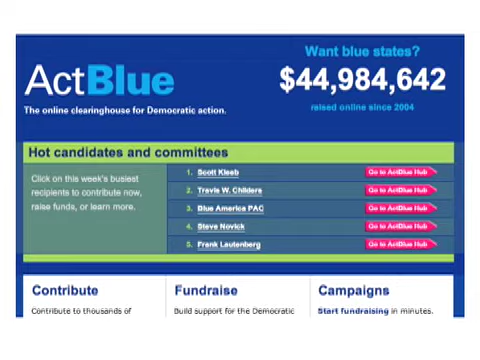 Want blue states?
ActBlue
$44,984,642
The online clearinghouse for Democratic action.
raised online since 2004
Hot candidates and committees
Click on this week's busiest
recipients to contribute now,
raise funds, or learn more.
1. Scott Kleeb Go to ActBlue Hub
2. Travis W. Childers Go to ActBlue Hub
3. Blue America PAC Go to ActBlue Hub
4. Steve Novick Go to ActBlue Hub
5. Frank Lautenberg Go to ActBlue Hub
Contribute Fundraise Campaigns
Contribute to thousands of Build support for the Democratic Start fundraising in minutes.